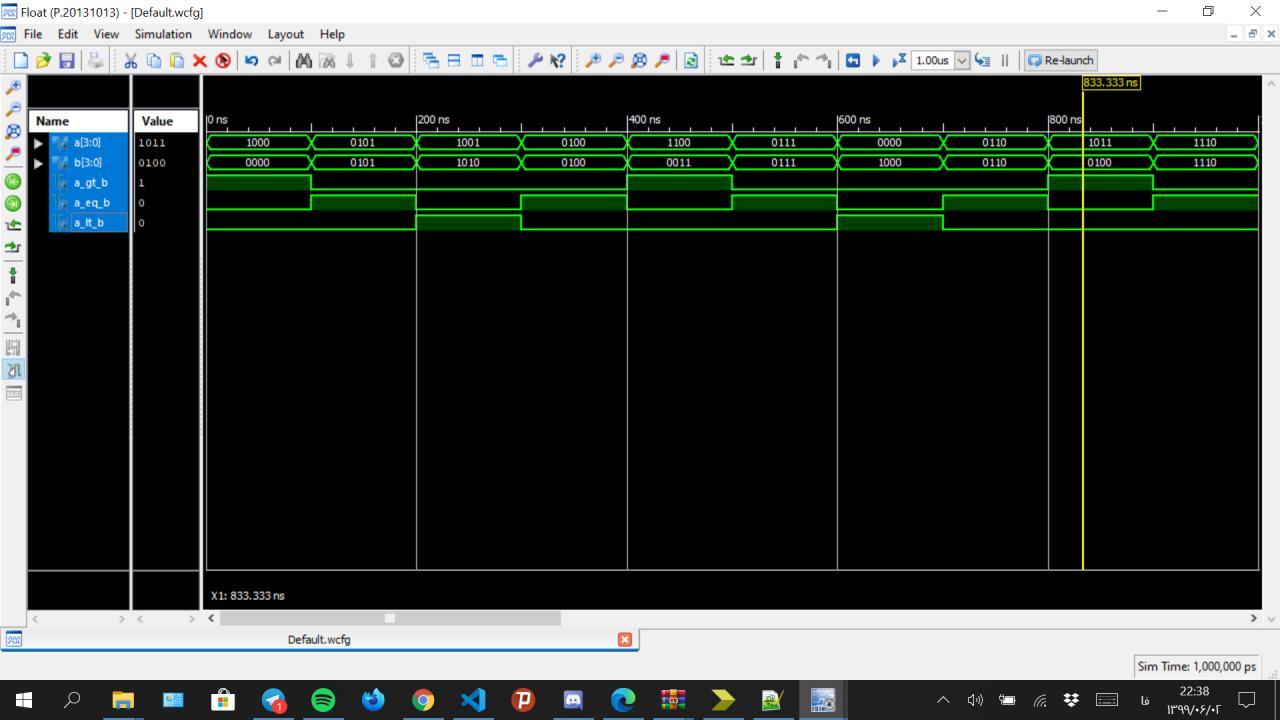 Float (P.20131013) - [Default.wcfg]
File Edit View Simulation Window Layout Help
1.00us Re-launch
833.333 ns
Name Value
0 ns 200 ns 400 ns 600 ns 800 ns
a[3:0] 1011 1000 0101 1001 0100 1100 0111 0000 0110 1011 1110
b[3:0] 0100 0000 0101 1010 0100 0011 0111 1000 0110 0100 1110
a_gt_b 1
a_eq_b 0
a_lt_b 0
X1: 833.333 ns
Default.wcfg
Sim Time: 1,000,000 ps
1
فا
22:38
۱۳۹۹/۰۶/۰۲